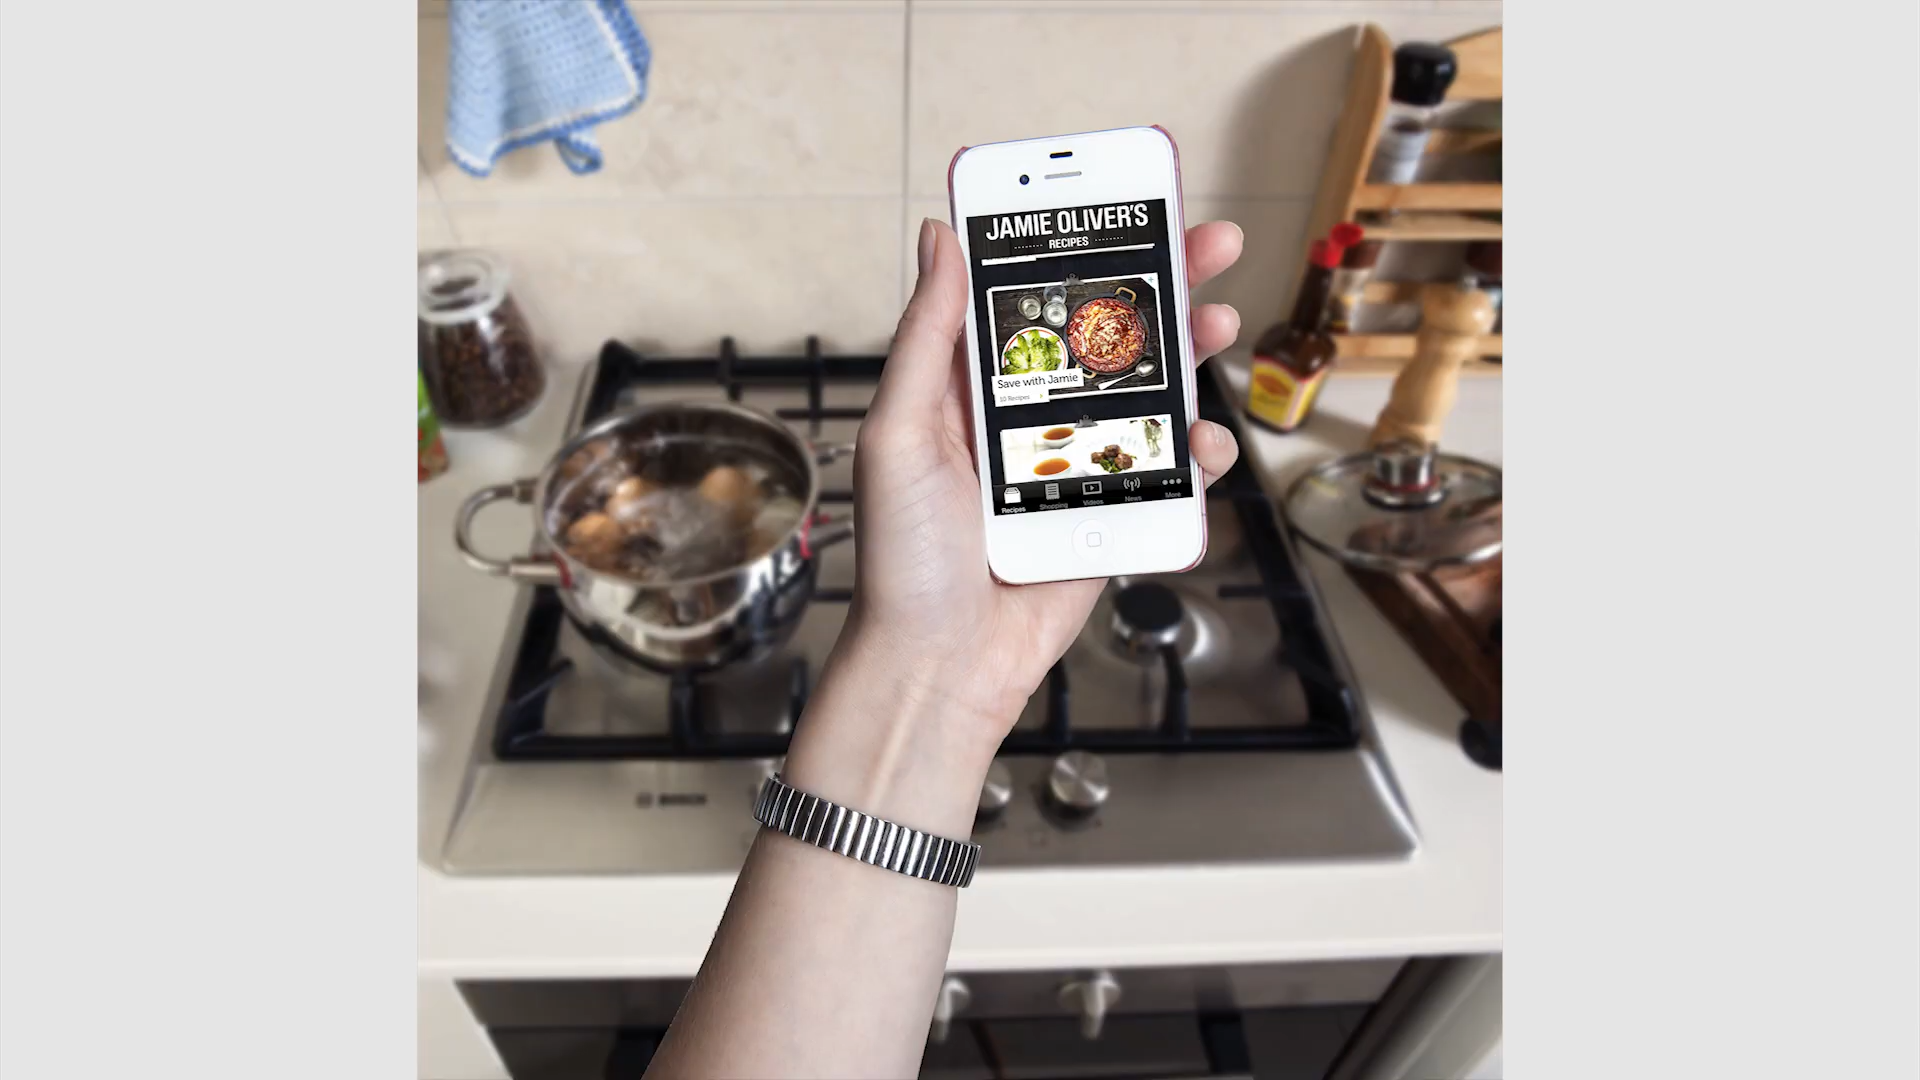 JAMIE OLIVER'S
RECIPES
Save with Jamie
10 Recipes
Recipes
Shopping
Videos
News
More
BOSCH